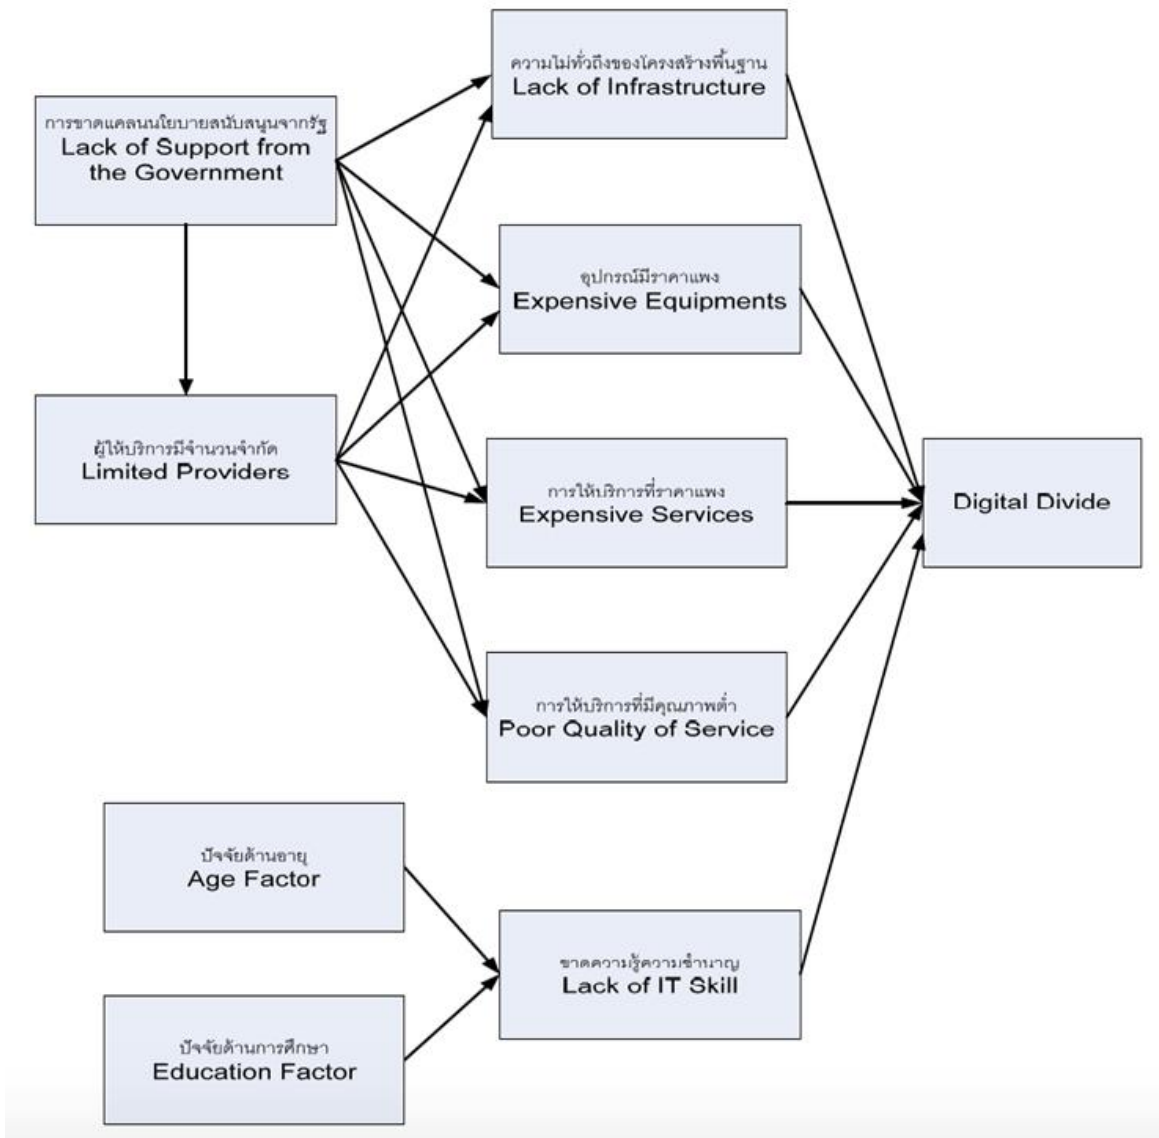 ความไม่ทั่วถึงของโครงสร้างพื้นฐาน
Lack of Infrastructure
การขาดแคลนนโยบายสนับสนุนจากรัฐ
Lack of Support from
the Government
อุปกรณ์มีราคาแพง
Expensive Equipments
ผู้ให้บริการมีจำนวนจำกัด
Limited Providers
การให้บริการที่ราคาแพง
Expensive Services
Digital Divide
การให้บริการที่มีคุณภาพต่ำ
Poor Quality of Service
ปัจจัยด้านอายุ
Age Factor
ขาดความรู้ความชำนาญ
Lack of IT Skill
ปัจจัยด้านการศึกษา
Education Factor